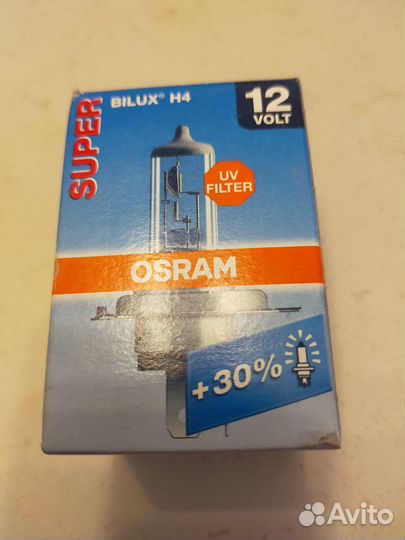 SUPER
BILUX® H4
12
VOLT
UV
FILTER
OSRAM
+30%
Avito